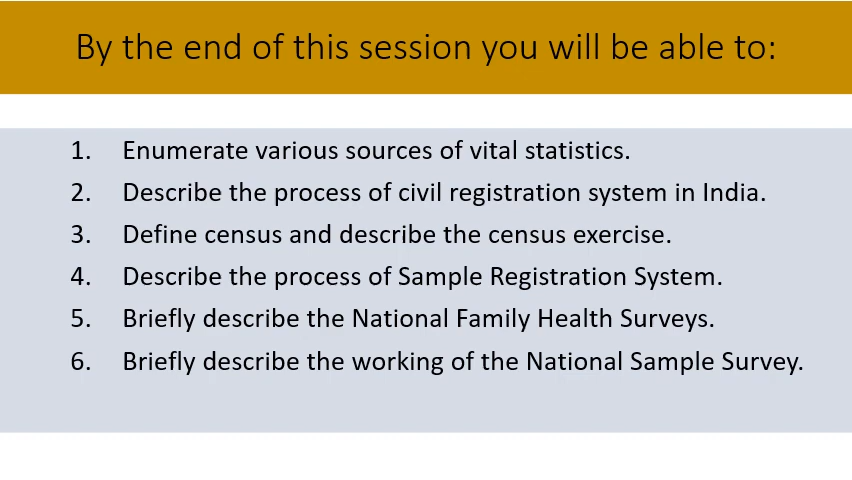 By the end of this session you will be able to:
1. Enumerate various sources of vital statistics.
2. Describe the process of civil registration system in India.
3. Define census and describe the census exercise.
4. Describe the process of Sample Registration System.
5. Briefly describe the National Family Health Surveys.
6. Briefly describe the working of the National Sample Survey.